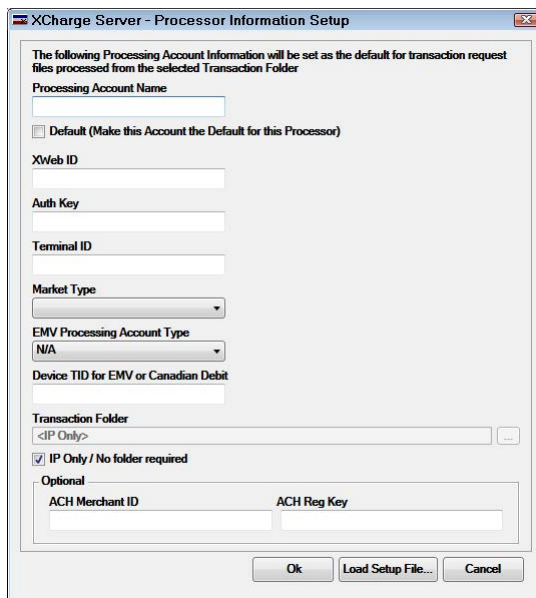 XCharge Server - Processor Information Setup
The following Processing Account Information will be set as the default for transaction request
files processed from the selected Transaction Folder
Processing Account Name
Default (Make this Account the Default for this Processor)
XWeb ID
Auth Key
Terminal ID
Market Type
EMV Processing Account Type
N/A
Device TID for EMV or Canadian Debit
Transaction Folder
<IP Only>
...
IP Only / No folder required
Optional
ACH Merchant ID
ACH Reg Key
Ok
Load Setup File...
Cancel